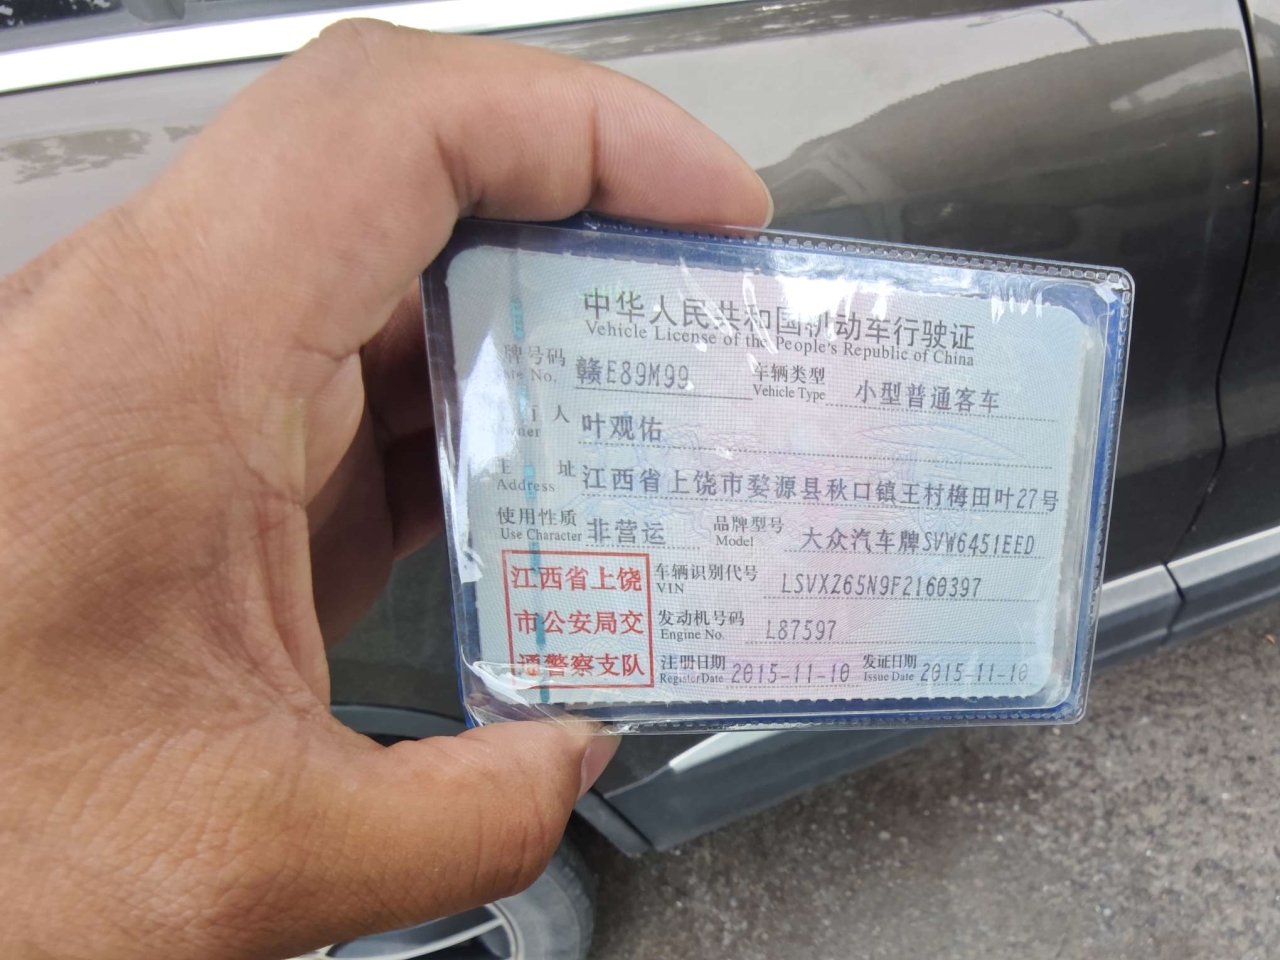 中华人民共和国机动车行驶证
Vehicle License of the People's Republic of China
牌号码 赣E89M99 车辆类型 小型普通客车
No. Vehicle Type
人 叶观佑
Owner
主 址 江西省上饶市婺源县秋口镇王村梅田叶27号
Address
使用性质 非营运 品牌型号 大众汽车牌SVW6451EED
Use Character Model
江西省上饶
市公安局交
通警察支队
车辆识别代号 LSVXZ65N9F2160397
VIN
发动机号码 L87597
Engine No.
注册日期 2015-11-10 发证日期 2015-11-10
Register Date Issue Date